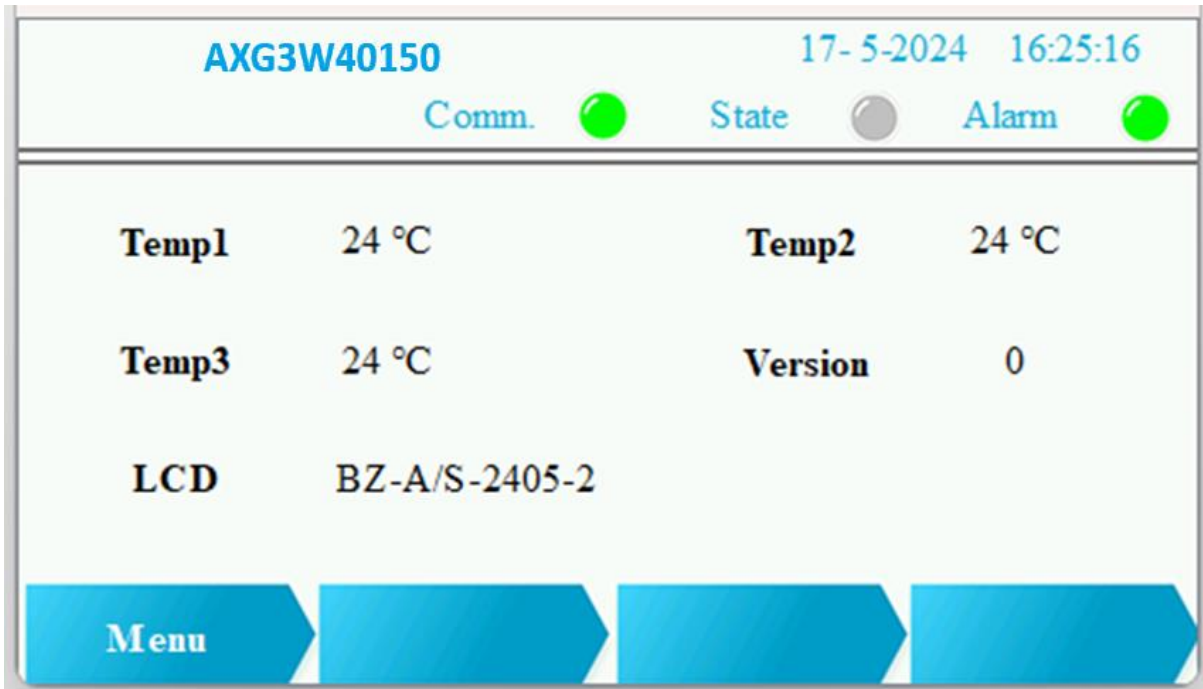 AXG3W40150 17- 5-2024 16:25:16
Comm. State Alarm
Temp1 24 ℃ Temp2 24 ℃
Temp3 24 ℃ Version 0
LCD BZ-A/S-2405-2
Menu